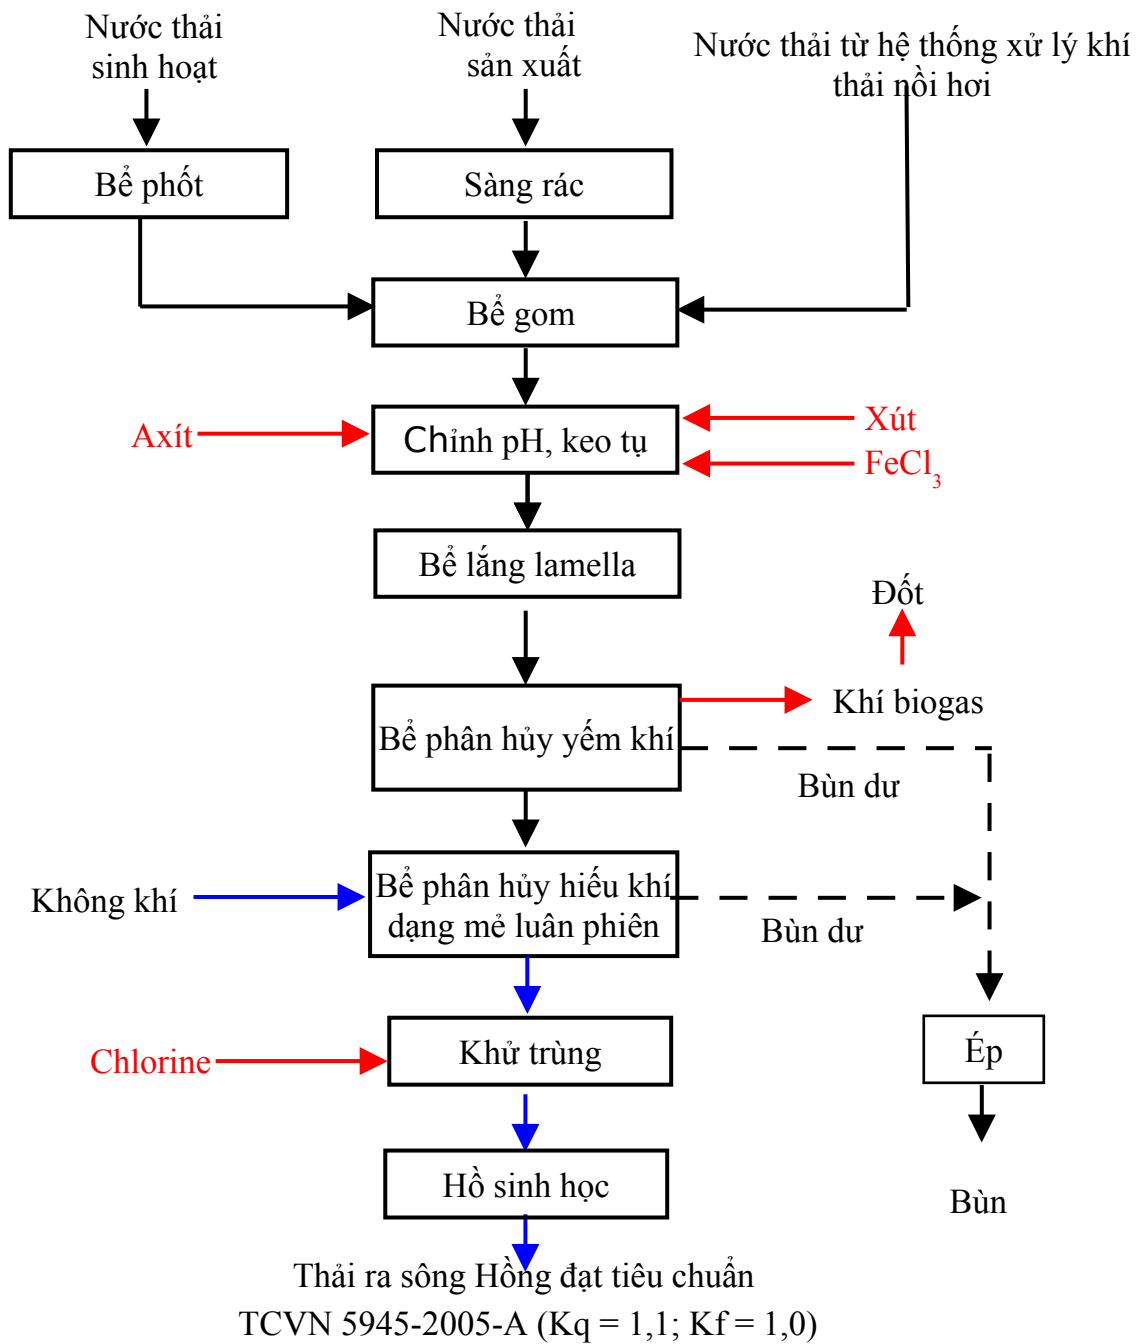 Nước thải
sinh hoạt
Nước thải
sản xuất
Nước thải từ hệ thống xử lý khí
thải nồi hơi
Bể phốt
Sàng rác
Bể gom
Axít
Chỉnh pH, keo tụ
Xút
FeCl₃
Bể lắng lamella
Đốt
Khí biogas
Bể phân hủy yếm khí
Bùn dư
Không khí
Bể phân hủy hiếu khí
dạng mẻ luân phiên
Bùn dư
Chlorine
Khử trùng
Ép
Hồ sinh học
Bùn
Thải ra sông Hồng đạt tiêu chuẩn
TCVN 5945-2005-A (Kq = 1,1; Kf = 1,0)